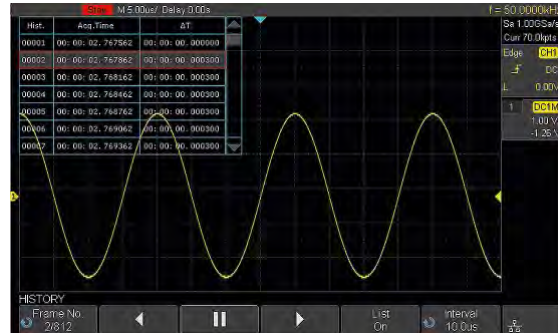 Stop M 5.00us/ Delay:0.00s f = 50.0000kHz
Sa 1.00GSa/s
Curr 70.0kpts
Edge CH1
DC
L 0.00V
1 DC1M
1.00 V
-1.26 V
Hist. Acq.Time ΔT
00001 00: 00: 02. 767562 00: 00: 00. 000000
00002 00: 00: 02. 767862 00: 00: 00. 000300
00003 00: 00: 02. 768162 00: 00: 00. 000300
00004 00: 00: 02. 768462 00: 00: 00. 000300
00005 00: 00: 02. 768762 00: 00: 00. 000300
00006 00: 00: 02. 769062 00: 00: 00. 000300
00007 00: 00: 02. 769362 00: 00: 00. 000300
HISTORY
Frame No. List Interval
2/812 On 10.0us